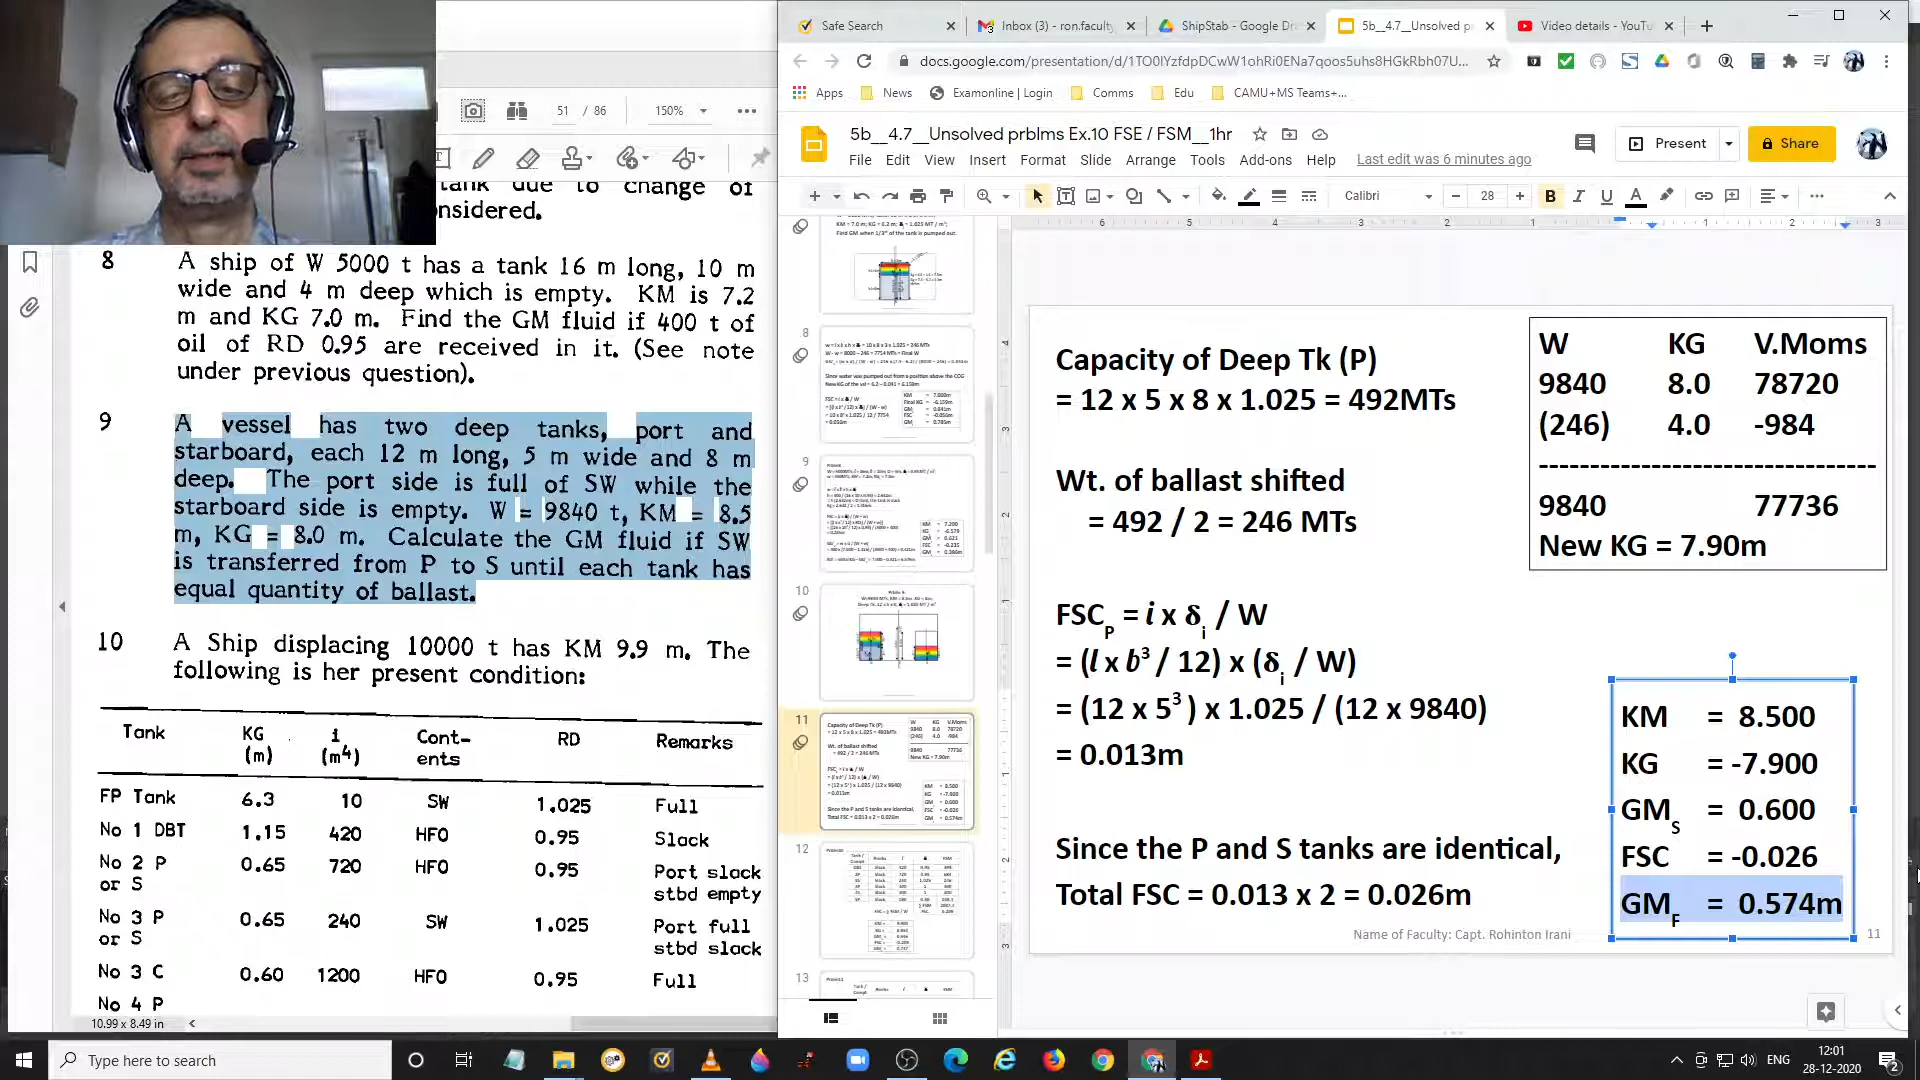 Safe Search
Inbox (3) - ron.faculty
ShipStab - Google Dri
5b__4.7__Unsolved p
Video details - YouTu
docs.google.com/presentation/d/1TO0lYzfdpDCwW1ohRi0ENa7qoos5uhs8HGkRbh07U...
Apps
News
Examonline | Login
Comms
Edu
CAMU+MS Teams+...
5b__4.7__Unsolved prblms Ex.10 FSE / FSM__1hr
Present
Share
File Edit View Insert Format Slide Arrange Tools Add-ons Help
Last edit was 6 minutes ago
Calibri
28
51 / 86
150%
tank due to change of
nsidered.
8 A ship of W 5000 t has a tank 16 m long, 10 m
wide and 4 m deep which is empty. KM is 7.2
m and KG 7.0 m. Find the GM fluid if 400 t of
oil of RD 0.95 are received in it. (See note
under previous question).
9 A vessel has two deep tanks, port and
starboard, each 12 m long, 5 m wide and 8 m
deep. The port side is full of SW while the
starboard side is empty. W = 9840 t, KM = 8.5
m, KG = 8.0 m. Calculate the GM fluid if SW
is transferred from P to S until each tank has
equal quantity of ballast.
10 A Ship displacing 10000 t has KM 9.9 m. The
following is her present condition:
Tank KG (m) i (m⁴) Cont-ents RD Remarks
FP Tank 6.3 10 SW 1.025 Full
No 1 DBT 1.15 420 HFO 0.95 Slack
No 2 P 0.65 720 HFO 0.95 Port slack
or S stbd empty
No 3 P 0.65 240 SW 1.025 Port full
or S stbd slack
No 3 C 0.60 1200 HFO 0.95 Full
No 4 P
10.99 x 8.49 in
8
9
10
11
12
13
Capacity of Deep Tk (P)
= 12 x 5 x 8 x 1.025 = 492MTs
Wt. of ballast shifted
= 492 / 2 = 246 MTs
FSCP = i x δi / W
= (l x b³ / 12) x (δi / W)
= (12 x 5³ ) x 1.025 / (12 x 9840)
= 0.013m
Since the P and S tanks are identical,
Total FSC = 0.013 x 2 = 0.026m
W KG V.Moms
9840 8.0 78720
(246) 4.0 -984
------------------------------
9840 77736
New KG = 7.90m
KM = 8.500
KG = -7.900
GMS = 0.600
FSC = -0.026
GMF = 0.574m
Name of Faculty: Capt. Rohinton Irani
11
Type here to search
ENG
12:01
28-12-2020
2